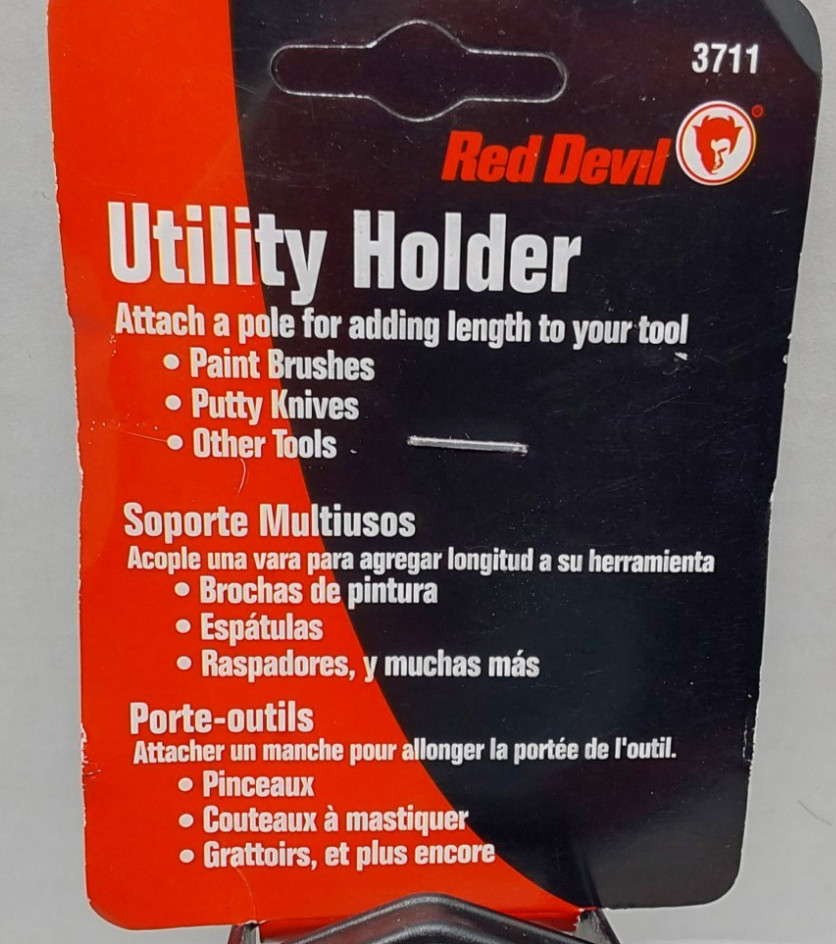 3711
Red Devil ®
Utility Holder
Attach a pole for adding length to your tool
• Paint Brushes
• Putty Knives
• Other Tools
Soporte Multiusos
Acople una vara para agregar longitud a su herramienta
• Brochas de pintura
• Espátulas
• Raspadores, y muchas más
Porte-outils
Attacher un manche pour allonger la portée de l'outil.
• Pinceaux
• Couteaux à mastiquer
• Grattoirs, et plus encore